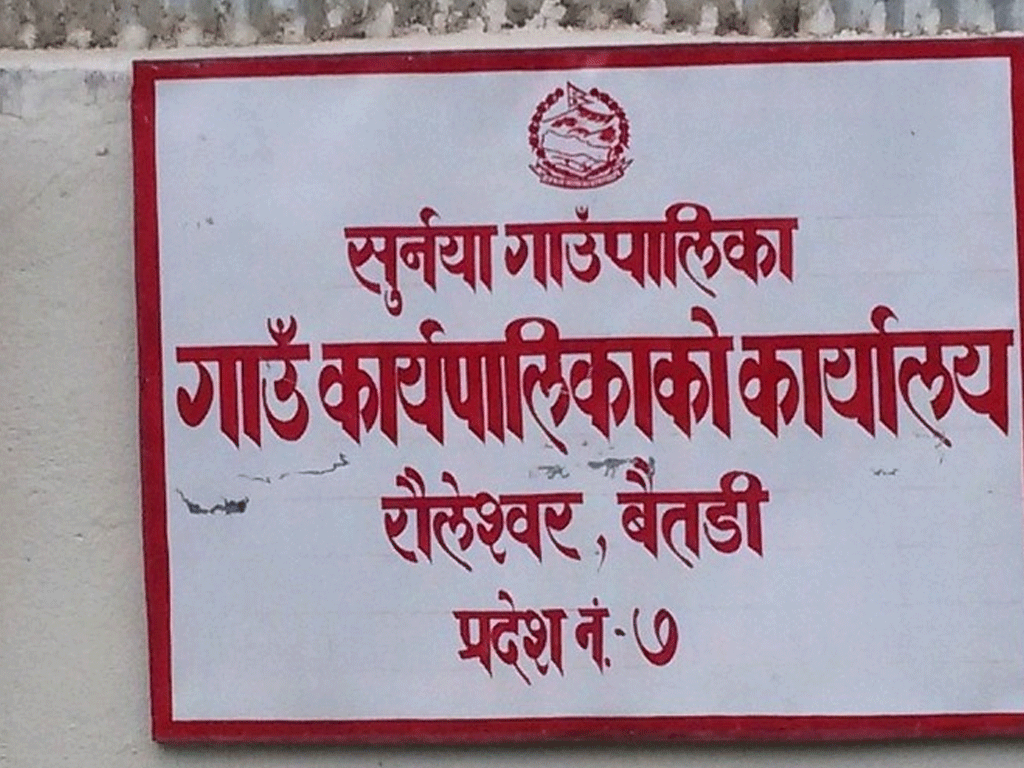 सुर्नया गाउँपालिका
गाउँ कार्यपालिकाको कार्यालय
रौलेश्वर , बैतडी
प्रदेश नं.- ७